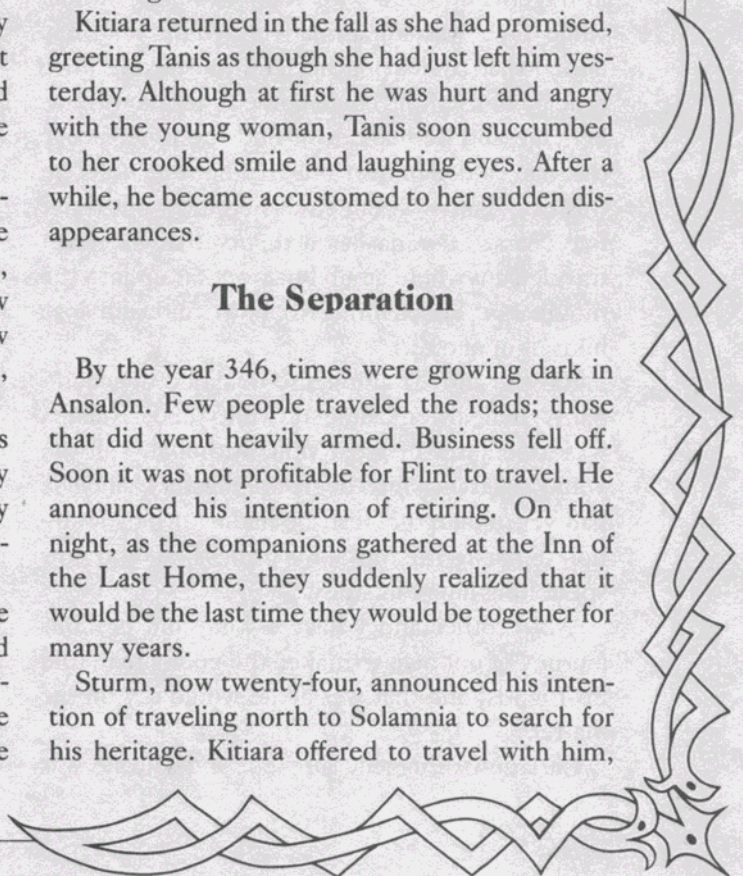 Kitiara returned in the fall as she had promised,
greeting Tanis as though she had just left him yes-
terday. Although at first he was hurt and angry
with the young woman, Tanis soon succumbed
to her crooked smile and laughing eyes. After a
while, he became accustomed to her sudden dis-
appearances.
The Separation
By the year 346, times were growing dark in
Ansalon. Few people traveled the roads; those
that did went heavily armed. Business fell off.
Soon it was not profitable for Flint to travel. He
announced his intention of retiring. On that
night, as the companions gathered at the Inn of
the Last Home, they suddenly realized that it
would be the last time they would be together for
many years.
Sturm, now twenty-four, announced his inten-
tion of traveling north to Solamnia to search for
his heritage. Kitiara offered to travel with him,